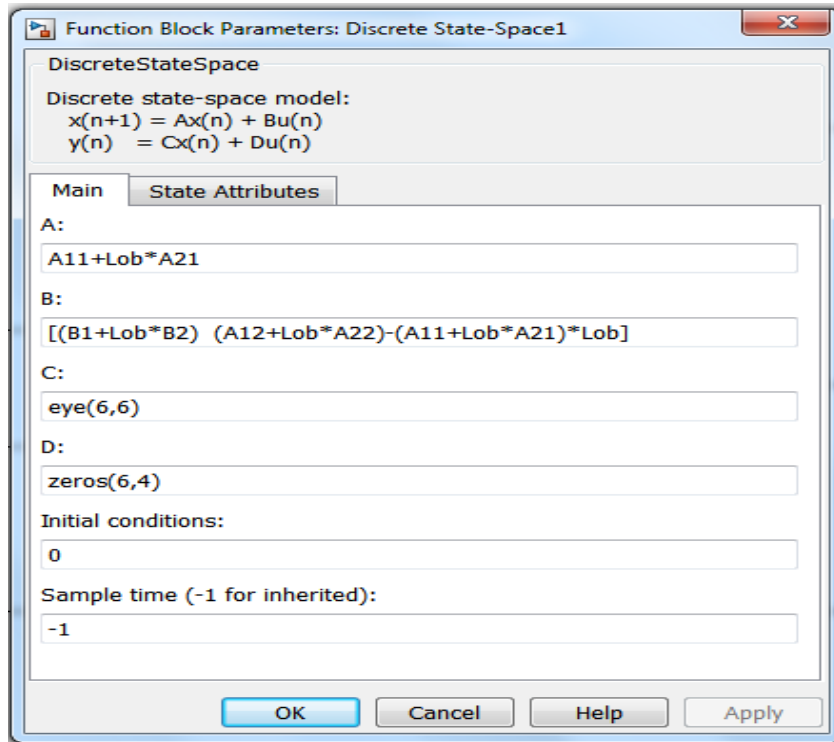 Function Block Parameters: Discrete State-Space1
DiscreteStateSpace
Discrete state-space model:
x(n+1) = Ax(n) + Bu(n)
y(n) = Cx(n) + Du(n)
Main State Attributes
A:
A11+Lob*A21
B:
[(B1+Lob*B2) (A12+Lob*A22)-(A11+Lob*A21)*Lob]
C:
eye(6,6)
D:
zeros(6,4)
Initial conditions:
0
Sample time (-1 for inherited):
-1
OK Cancel Help Apply